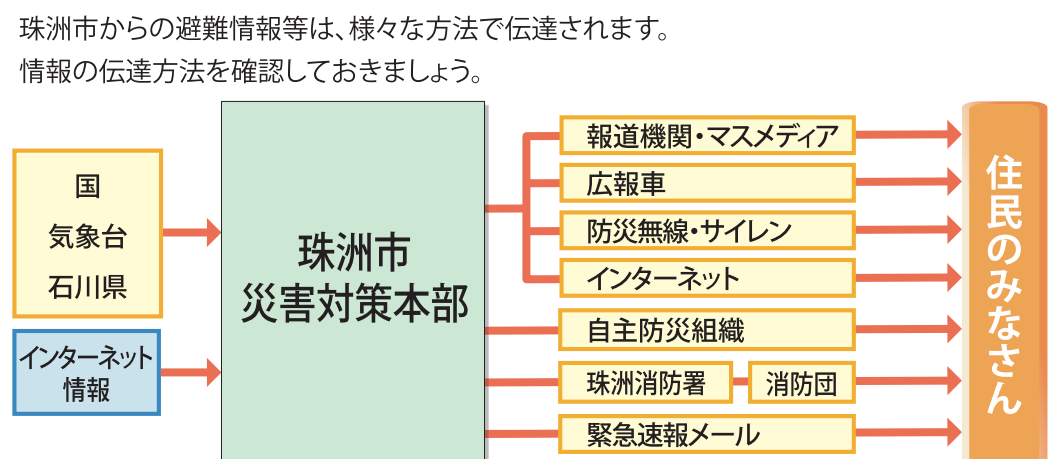 珠洲市からの避難情報等は、様々な方法で伝達されます。
情報の伝達方法を確認しておきましょう。
国
気象台
石川県
インターネット
情報
珠洲市
災害対策本部
報道機関・マスメディア
広報車
防災無線・サイレン
インターネット
自主防災組織
珠洲消防署
消防団
緊急速報メール
住民のみなさん